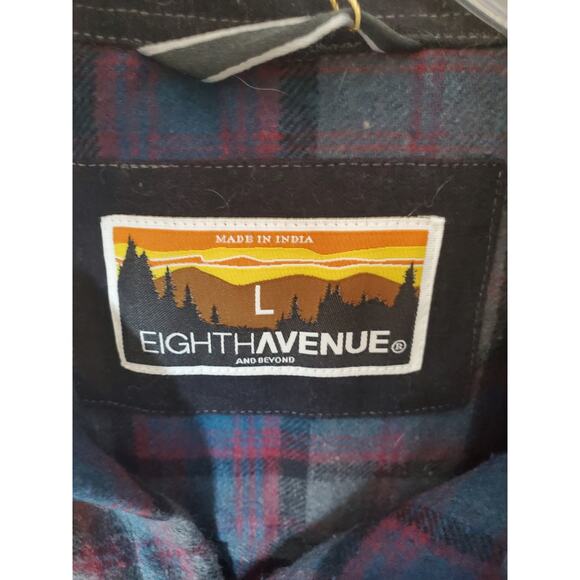 MADE IN INDIA
L
EIGHTHAVENUE®
AND BEYOND